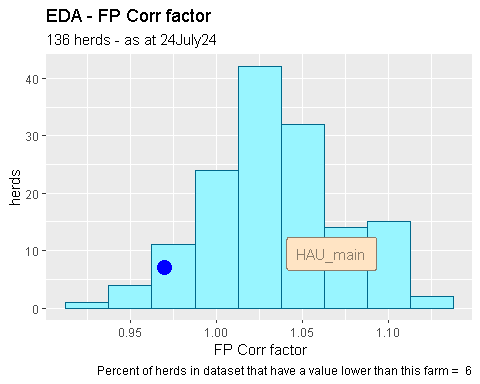 EDA - FP Corr factor
136 herds - as at 24July24
40
30
20
10
0
herds
HAU_main
0.95 1.00 1.05 1.10
FP Corr factor
Percent of herds in dataset that have a value lower than this farm = 6